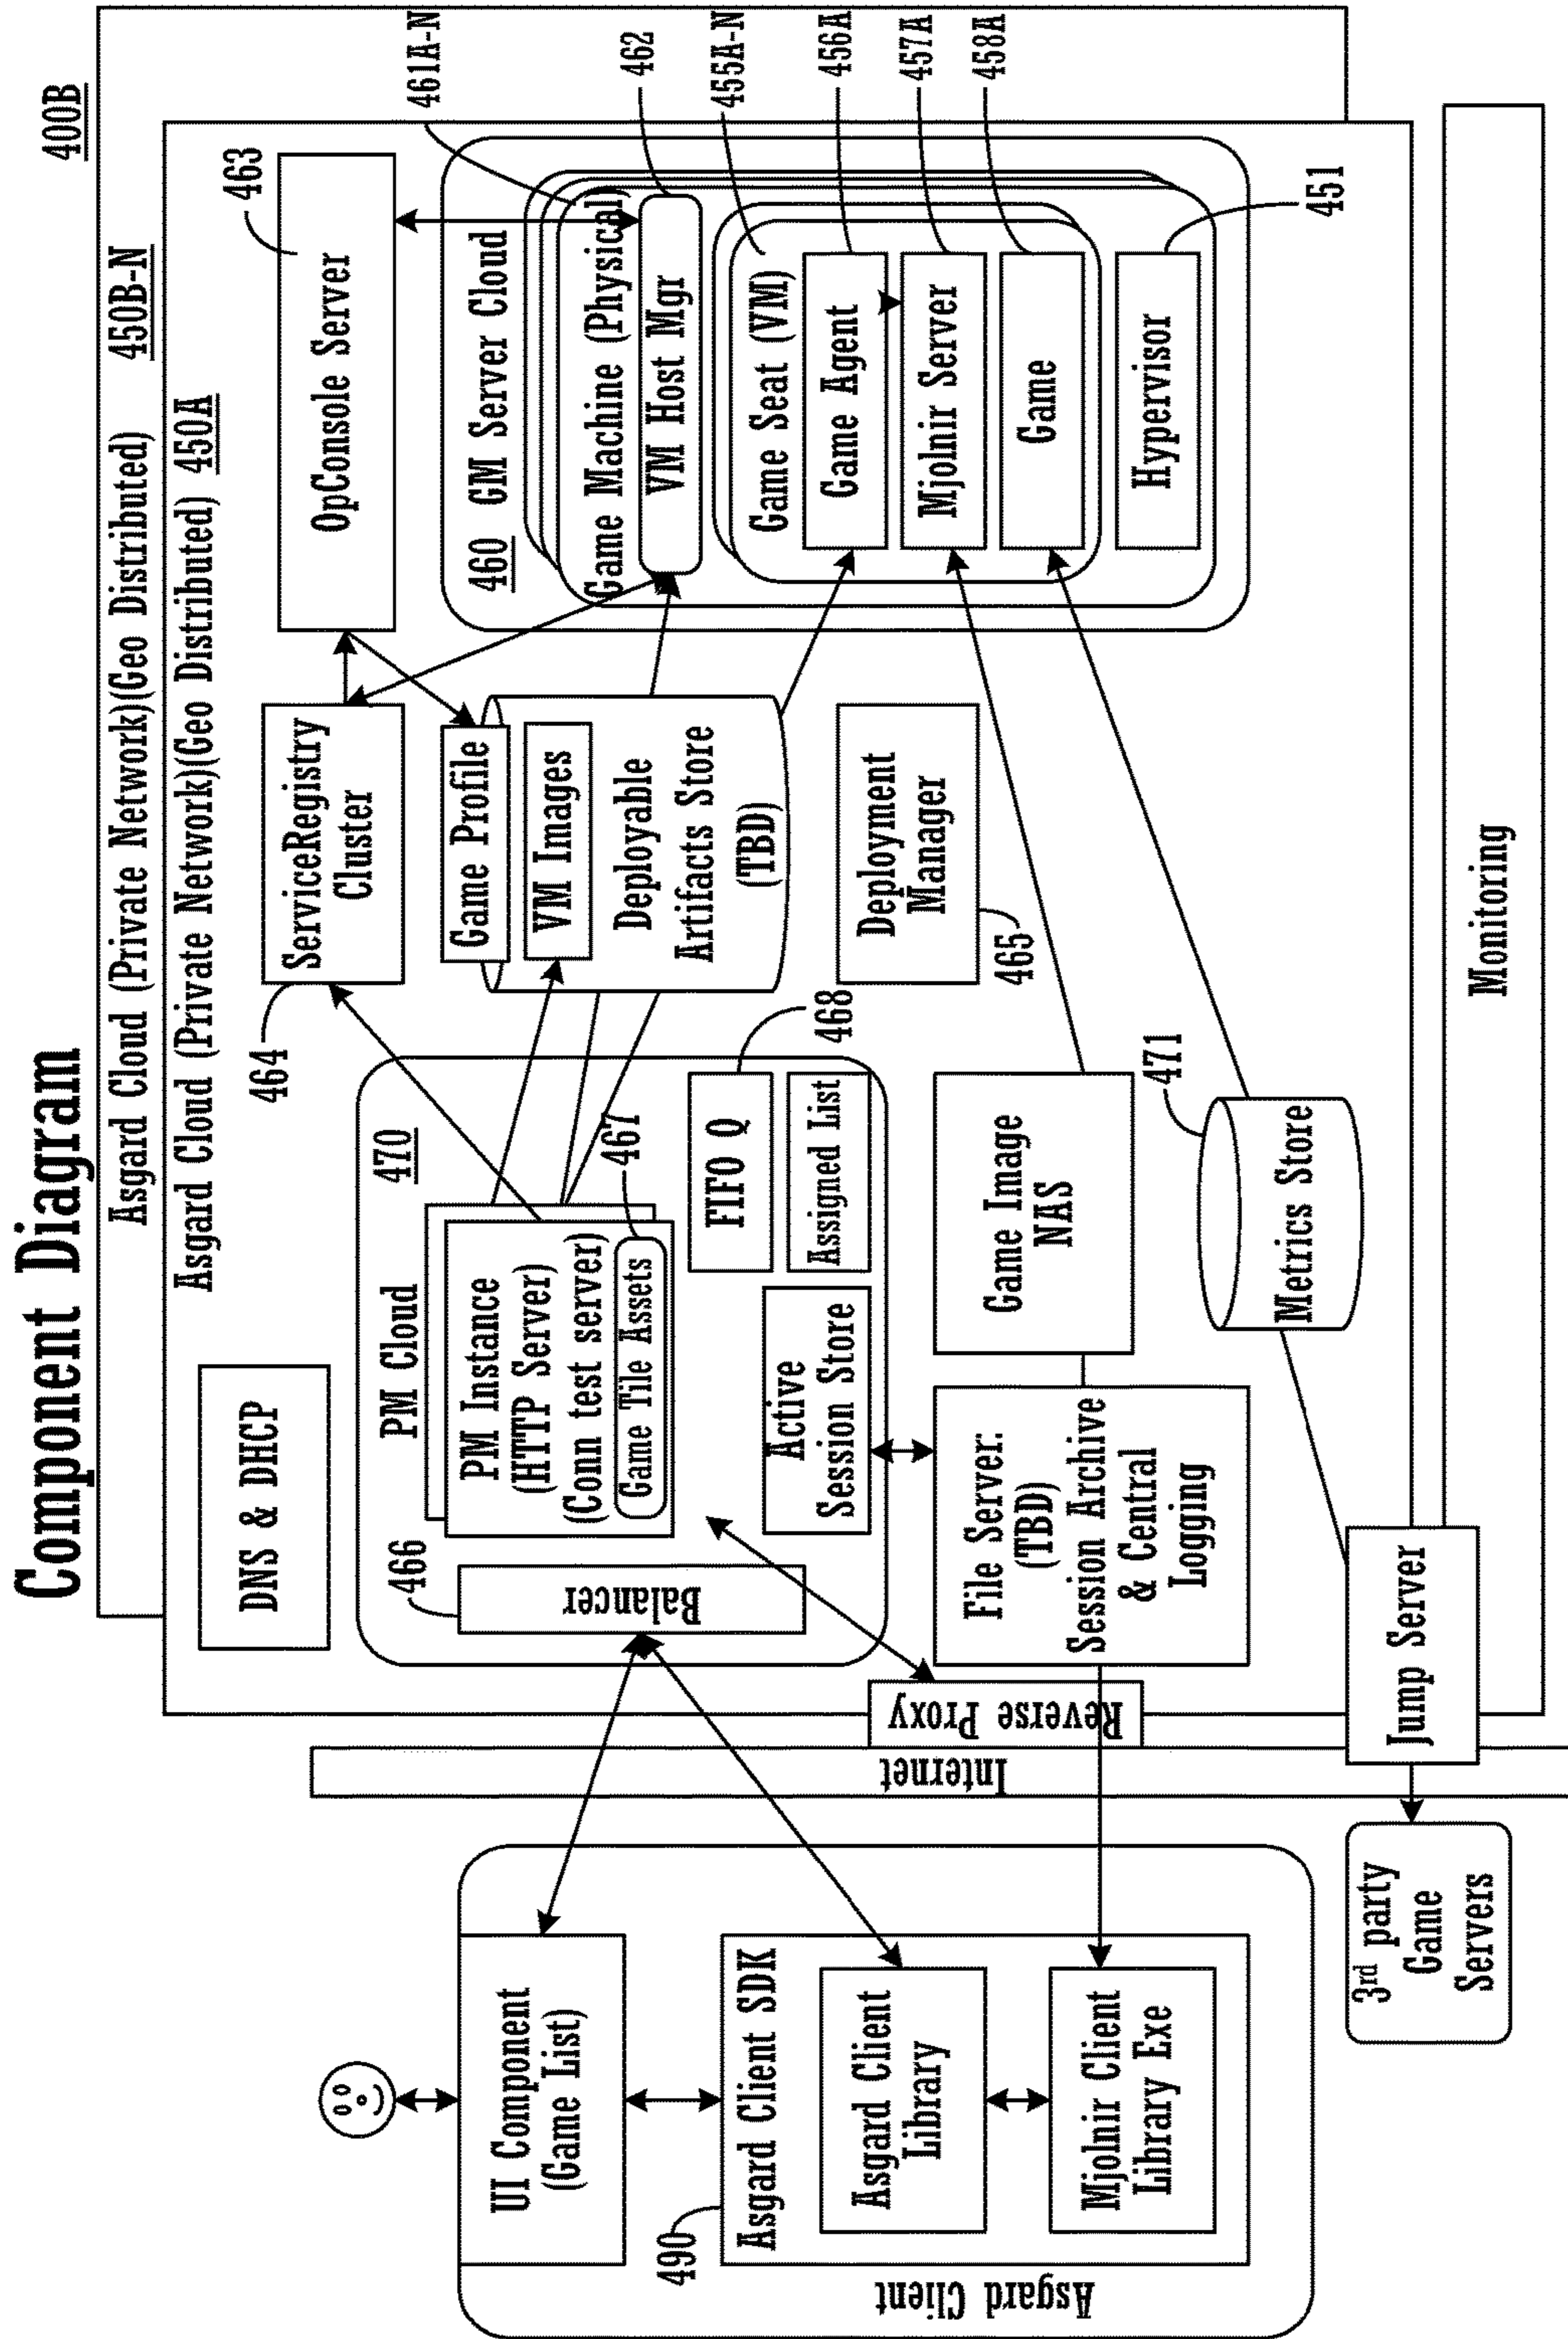 Component Diagram
400B
Asgard Cloud (Private Network)(Geo Distributed) 450B-N
Asgard Cloud (Private Network)(Geo Distributed) 450A
DNS & DHCP
464
ServiceRegistry
Cluster
463
OpConsole Server
461A-N
462
455A-N
456A
457A
458A
451
466
Balancer
PM Cloud
470
PM Instance
(HTTP Server)
(Conn test server)
Game Tile Assets
467
FIFO Q
468
Assigned List
Active
Session Store
Game Profile
VM Images
Deployable
Artifacts Store
(TBD)
Deployment
Manager
465
460 GM Server Cloud
Game Machine (Physical)
VM Host Mgr
Game Seat (VM)
Game Agent
Mjolnir Server
Game
Hypervisor
File Server:
(TBD)
Session Archive
& Central
Logging
Game Image
NAS
471
Metrics Store
Monitoring
Jump Server
Reverse Proxy
Internet
UI Component
(Game List)
490
Asgard Client SDK
Asgard Client
Library
Mjolnir Client
Library Exe
Asgard Client
3rd party
Game
Servers